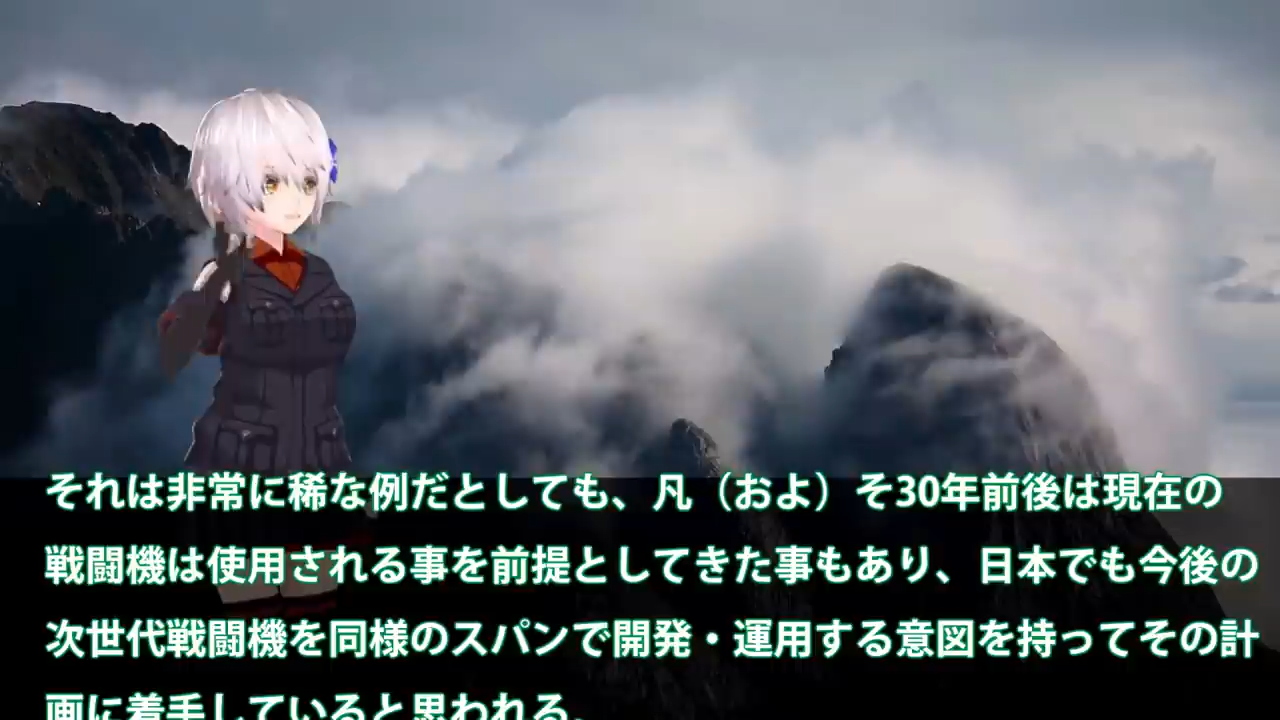 それは非常に稀な例だとしても、凡（およ）そ30年前後は現在の
戦闘機は使用される事を前提としてきた事もあり、日本でも今後の
次世代戦闘機を同様のスパンで開発・運用する意図を持ってその計
画に着手していると思われる。